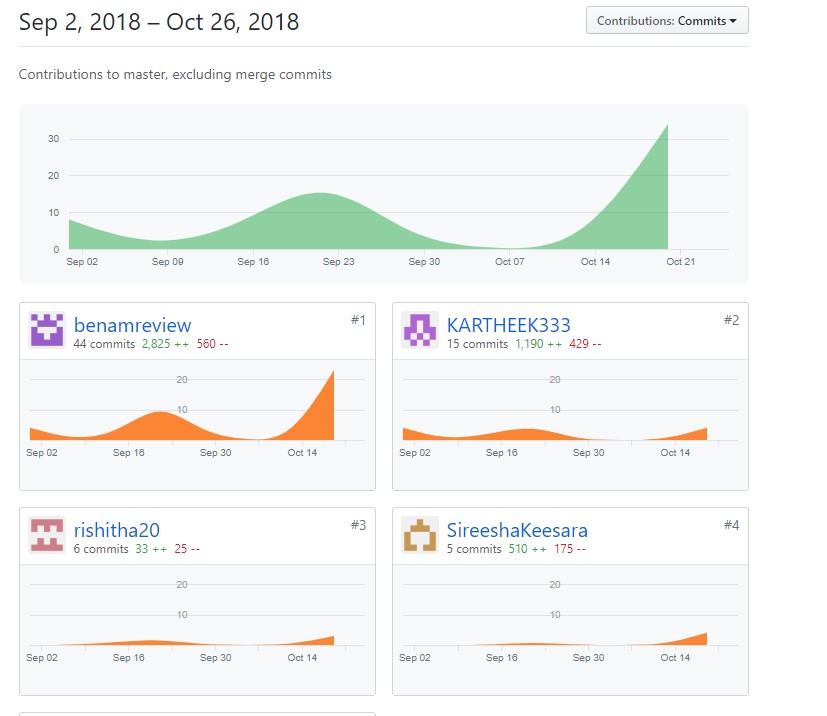 Sep 2, 2018 – Oct 26, 2018
Contributions: Commits
Contributions to master, excluding merge commits
30
20
10
0
Sep 02 Sep 09 Sep 16 Sep 23 Sep 30 Oct 07 Oct 14 Oct 21
benamreview #1
44 commits 2,825 ++ 560 --
20
10
Sep 02 Sep 16 Sep 30 Oct 14
KARTHEEK333 #2
15 commits 1,190 ++ 429 --
20
10
Sep 02 Sep 16 Sep 30 Oct 14
rishitha20 #3
6 commits 33 ++ 25 --
20
10
Sep 02 Sep 16 Sep 30 Oct 14
SireeshaKeesara #4
5 commits 510 ++ 175 --
20
10
Sep 02 Sep 16 Sep 30 Oct 14